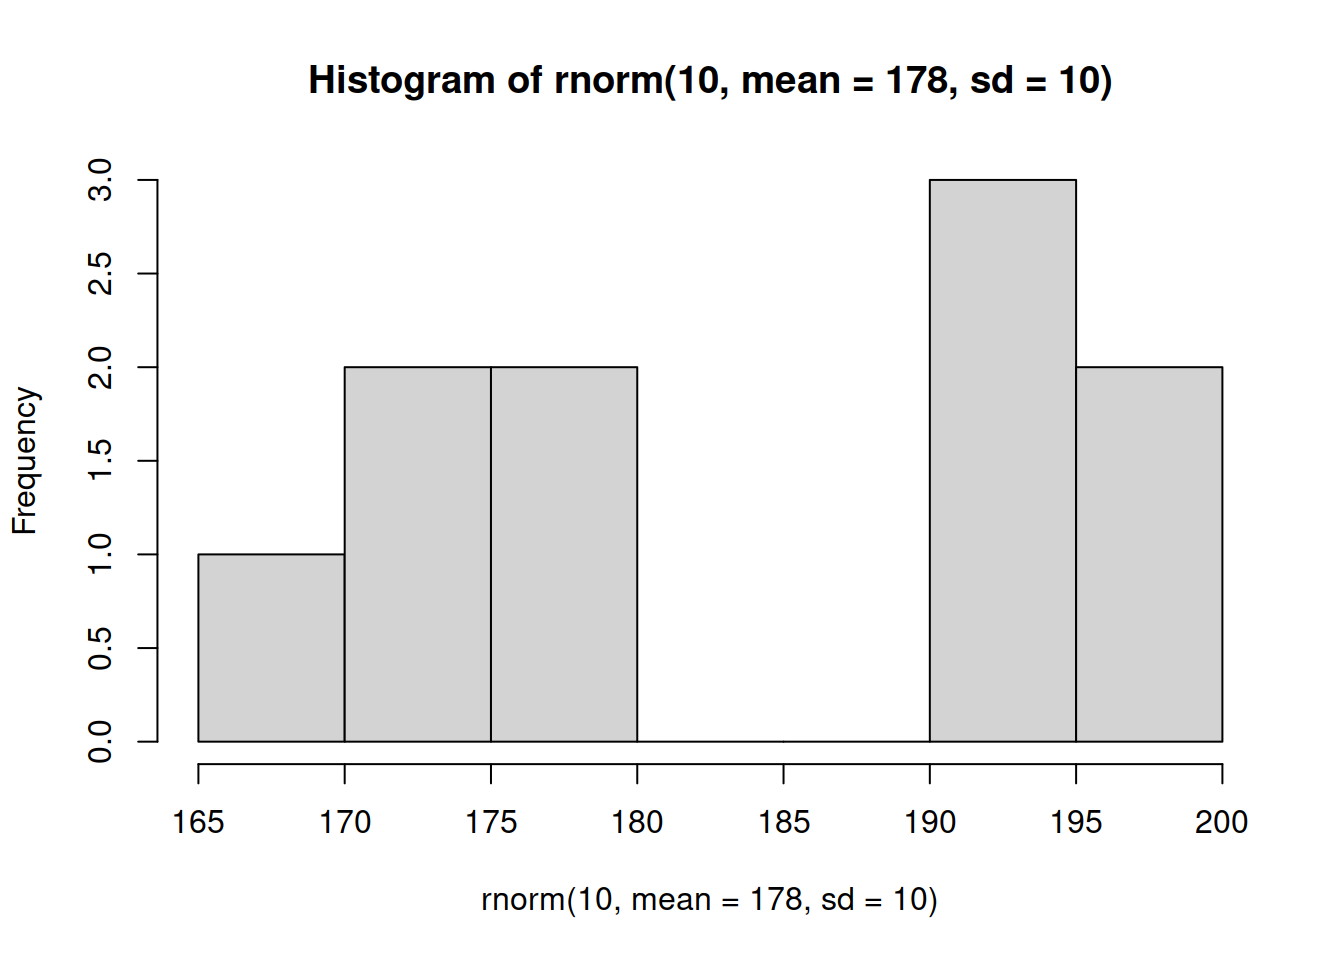 Histogram of rnorm(10, mean = 178, sd = 10)
Frequency
3.0
2.5
2.0
1.5
1.0
0.5
0.0
165 170 175 180 185 190 195 200
rnorm(10, mean = 178, sd = 10)